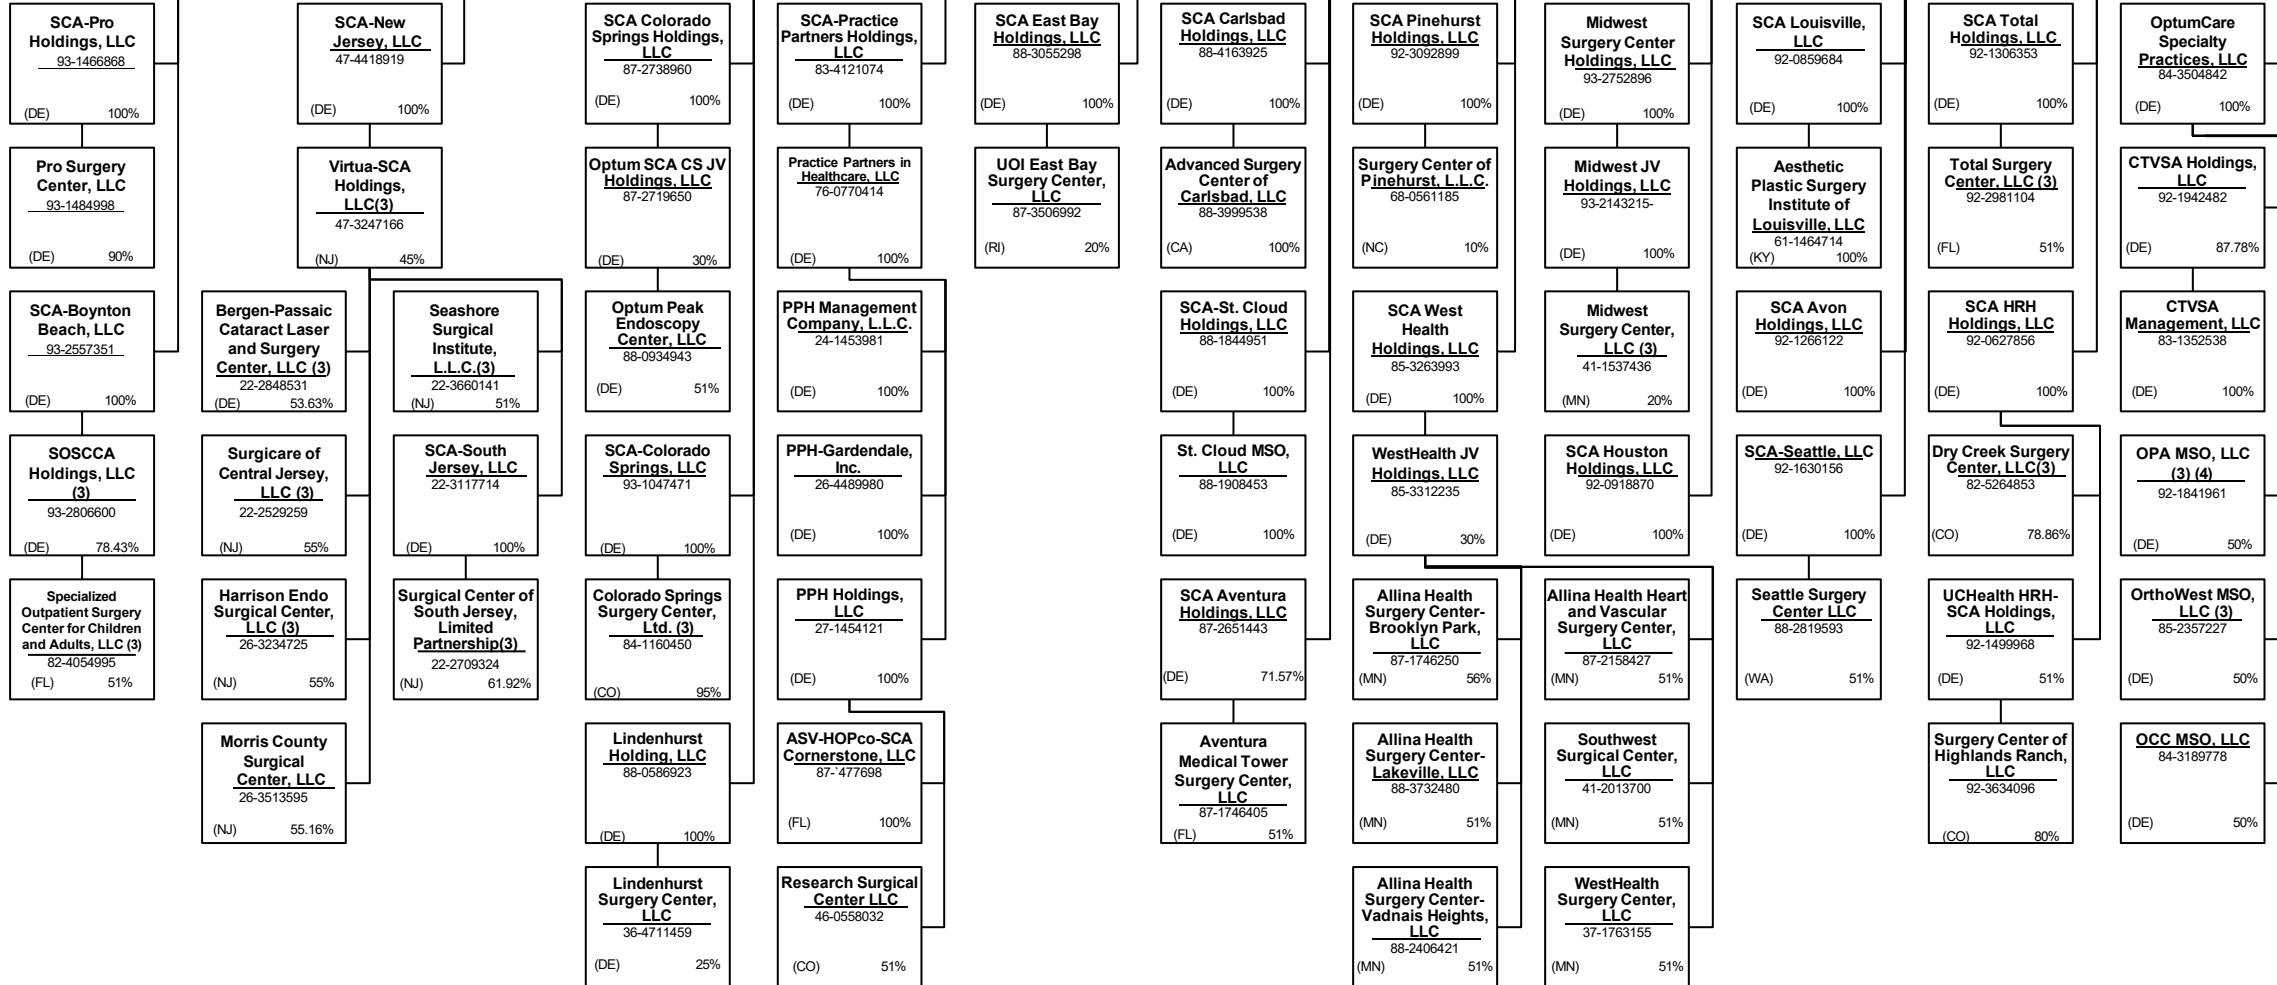 SCA-Pro
Holdings, LLC
93-1466868
(DE) 100%
SCA-New
Jersey, LLC
47-4418919
(DE) 100%
SCA Colorado
Springs Holdings,
LLC
87-2738960
(DE) 100%
SCA-Practice
Partners Holdings,
LLC
83-4121074
(DE) 100%
SCA East Bay
Holdings, LLC
88-3055298
(DE) 100%
SCA Carlsbad
Holdings, LLC
88-4163925
(DE) 100%
SCA Pinehurst
Holdings, LLC
92-3092899
(DE) 100%
Midwest
Surgery Center
Holdings, LLC
93-2752896
(DE) 100%
SCA Louisville,
LLC
92-0859684
(DE) 100%
SCA Total
Holdings, LLC
92-1306353
(DE) 100%
OptumCare
Specialty
Practices, LLC
84-3504842
(DE) 100%
Pro Surgery
Center, LLC
93-1484998
(DE) 90%
Virtua-SCA
Holdings,
LLC(3)
47-3247166
(NJ) 45%
Optum SCA CS JV
Holdings, LLC
87-2719650
(DE) 30%
Practice Partners in
Healthcare, LLC
76-0770414
(DE) 100%
UOI East Bay
Surgery Center,
LLC
87-3506992
(RI) 20%
Advanced Surgery
Center of
Carlsbad, LLC
88-3999538
(CA) 100%
Surgery Center of
Pinehurst, L.L.C.
68-0561185
(NC) 10%
Midwest JV
Holdings, LLC
93-2143215-
(DE) 100%
Aesthetic
Plastic Surgery
Institute of
Louisville, LLC
61-1464714
(KY) 100%
Total Surgery
Center, LLC (3)
92-2981104
(FL) 51%
CTVSA Holdings,
LLC
92-1942482
(DE) 87.78%
SCA-Boynton
Beach, LLC
93-2557351
(DE) 100%
Bergen-Passaic
Cataract Laser
and Surgery
Center, LLC (3)
22-2848531
(DE) 53.63%
Seashore
Surgical
Institute,
L.L.C.(3)
22-3660141
(NJ) 51%
Optum Peak
Endoscopy
Center, LLC
88-0934943
(DE) 51%
PPH Management
Company, L.L.C.
24-1453981
(DE) 100%
SCA-St. Cloud
Holdings, LLC
88-1844951
(DE) 100%
SCA West
Health
Holdings, LLC
85-3263993
(DE) 100%
Midwest
Surgery Center,
LLC (3)
41-1537436
(MN) 20%
SCA Avon
Holdings, LLC
92-1266122
(DE) 100%
SCA HRH
Holdings, LLC
92-0627856
(DE) 100%
CTVSA
Management, LLC
83-1352538
(DE) 100%
SOSCCA
Holdings, LLC
(3)
93-2806600
(DE) 78.43%
Surgicare of
Central Jersey,
LLC (3)
22-2529259
(NJ) 55%
SCA-South
Jersey, LLC
22-3117714
(DE) 100%
SCA-Colorado
Springs, LLC
93-1047471
(DE) 100%
PPH-Gardendale,
Inc.
26-4489980
(DE) 100%
St. Cloud MSO,
LLC
88-1908453
(DE) 100%
WestHealth JV
Holdings, LLC
85-3312235
(DE) 30%
SCA Houston
Holdings, LLC
92-0918870
(DE) 100%
SCA-Seattle, LLC
92-1630156
(DE) 100%
Dry Creek Surgery
Center, LLC(3)
82-5264853
(CO) 78.86%
OPA MSO, LLC
(3) (4)
92-1841961
(DE) 50%
Specialized
Outpatient Surgery
Center for Children
and Adults, LLC (3)
82-4054995
(FL) 51%
Harrison Endo
Surgical Center,
LLC (3)
26-3234725
(NJ) 55%
Surgical Center of
South Jersey,
Limited
Partnership(3)
22-2709324
(NJ) 61.92%
Colorado Springs
Surgery Center,
Ltd. (3)
84-1160450
(CO) 95%
PPH Holdings,
LLC
27-1454121
(DE) 100%
SCA Aventura
Holdings, LLC
87-2651443
(DE) 71.57%
Allina Health
Surgery Center-
Brooklyn Park,
LLC
87-1746250
(MN) 56%
Allina Health Heart
and Vascular
Surgery Center,
LLC
87-2158427
(MN) 51%
Seattle Surgery
Center LLC
88-2819593
(WA) 51%
UCHealth HRH-
SCA Holdings,
LLC
92-1499968
(DE) 51%
OrthoWest MSO,
LLC (3)
85-2357227
(DE) 50%
Morris County
Surgical
Center, LLC
26-3513595
(NJ) 55.16%
Lindenhurst
Holding, LLC
88-0586923
(DE) 100%
ASV-HOPco-SCA
Cornerstone, LLC
87-`477698
(FL) 100%
Aventura
Medical Tower
Surgery Center,
LLC
87-1746405
(FL) 51%
Allina Health
Surgery Center-
Lakeville, LLC
88-3732480
(MN) 51%
Southwest
Surgical Center,
LLC
41-2013700
(MN) 51%
Surgery Center of
Highlands Ranch,
LLC
92-3634096
(CO) 80%
OCC MSO, LLC
84-3189778
(DE) 50%
Lindenhurst
Surgery Center,
LLC
36-4711459
(DE) 25%
Research Surgical
Center LLC
46-0558032
(CO) 51%
Allina Health
Surgery Center-
Vadnais Heights,
LLC
88-2406421
(MN) 51%
WestHealth
Surgery Center,
LLC
37-1763155
(MN) 51%